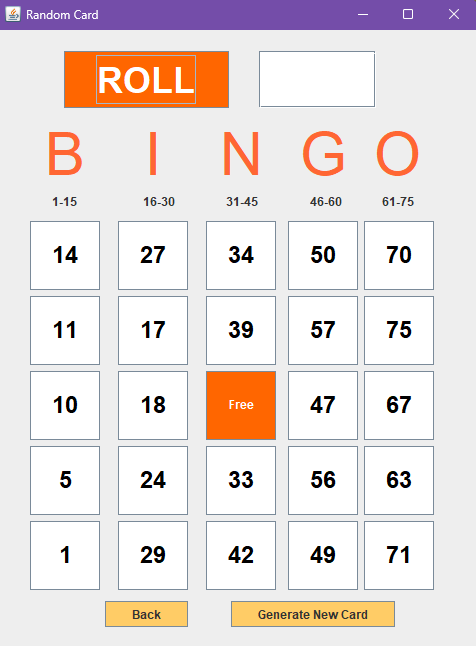 Random Card
ROLL
B I N G O
1-15 16-30 31-45 46-60 61-75
14 27 34 50 70
11 17 39 57 75
10 18 Free 47 67
5 24 33 56 63
1 29 42 49 71
Back Generate New Card